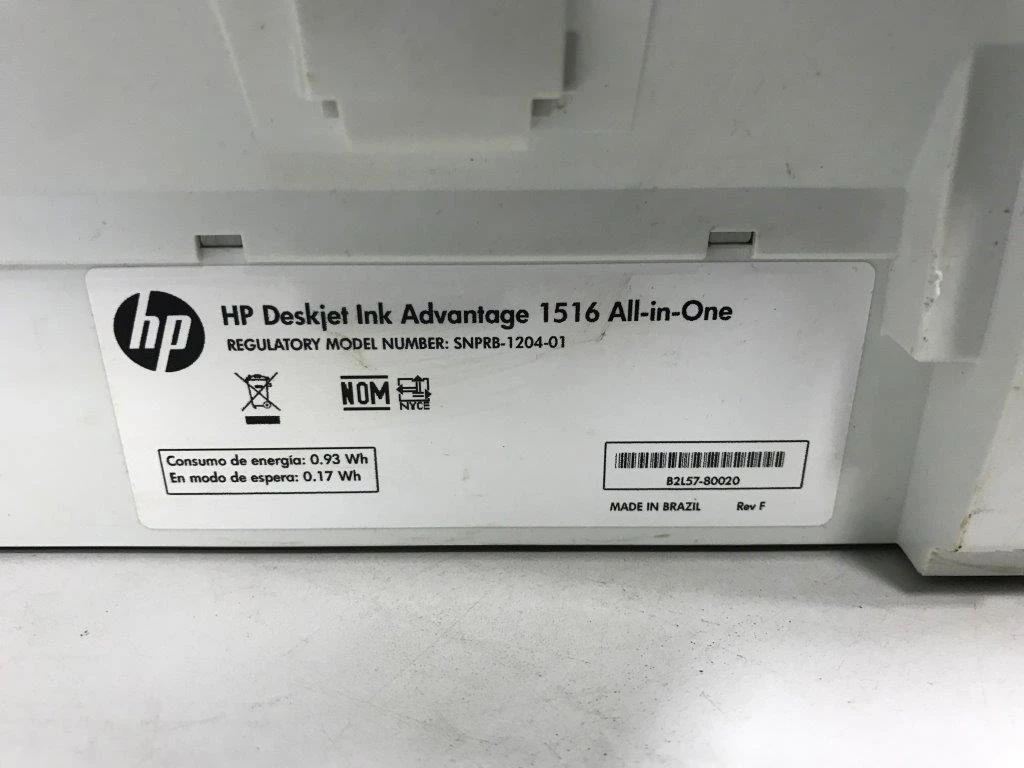 hp
HP Deskjet Ink Advantage 1516 All-in-One
REGULATORY MODEL NUMBER: SNPRB-1204-01
NOM NYCE
Consumo de energía: 0.93 Wh
En modo de espera: 0.17 Wh
B2L57-80020
MADE IN BRAZIL Rev F